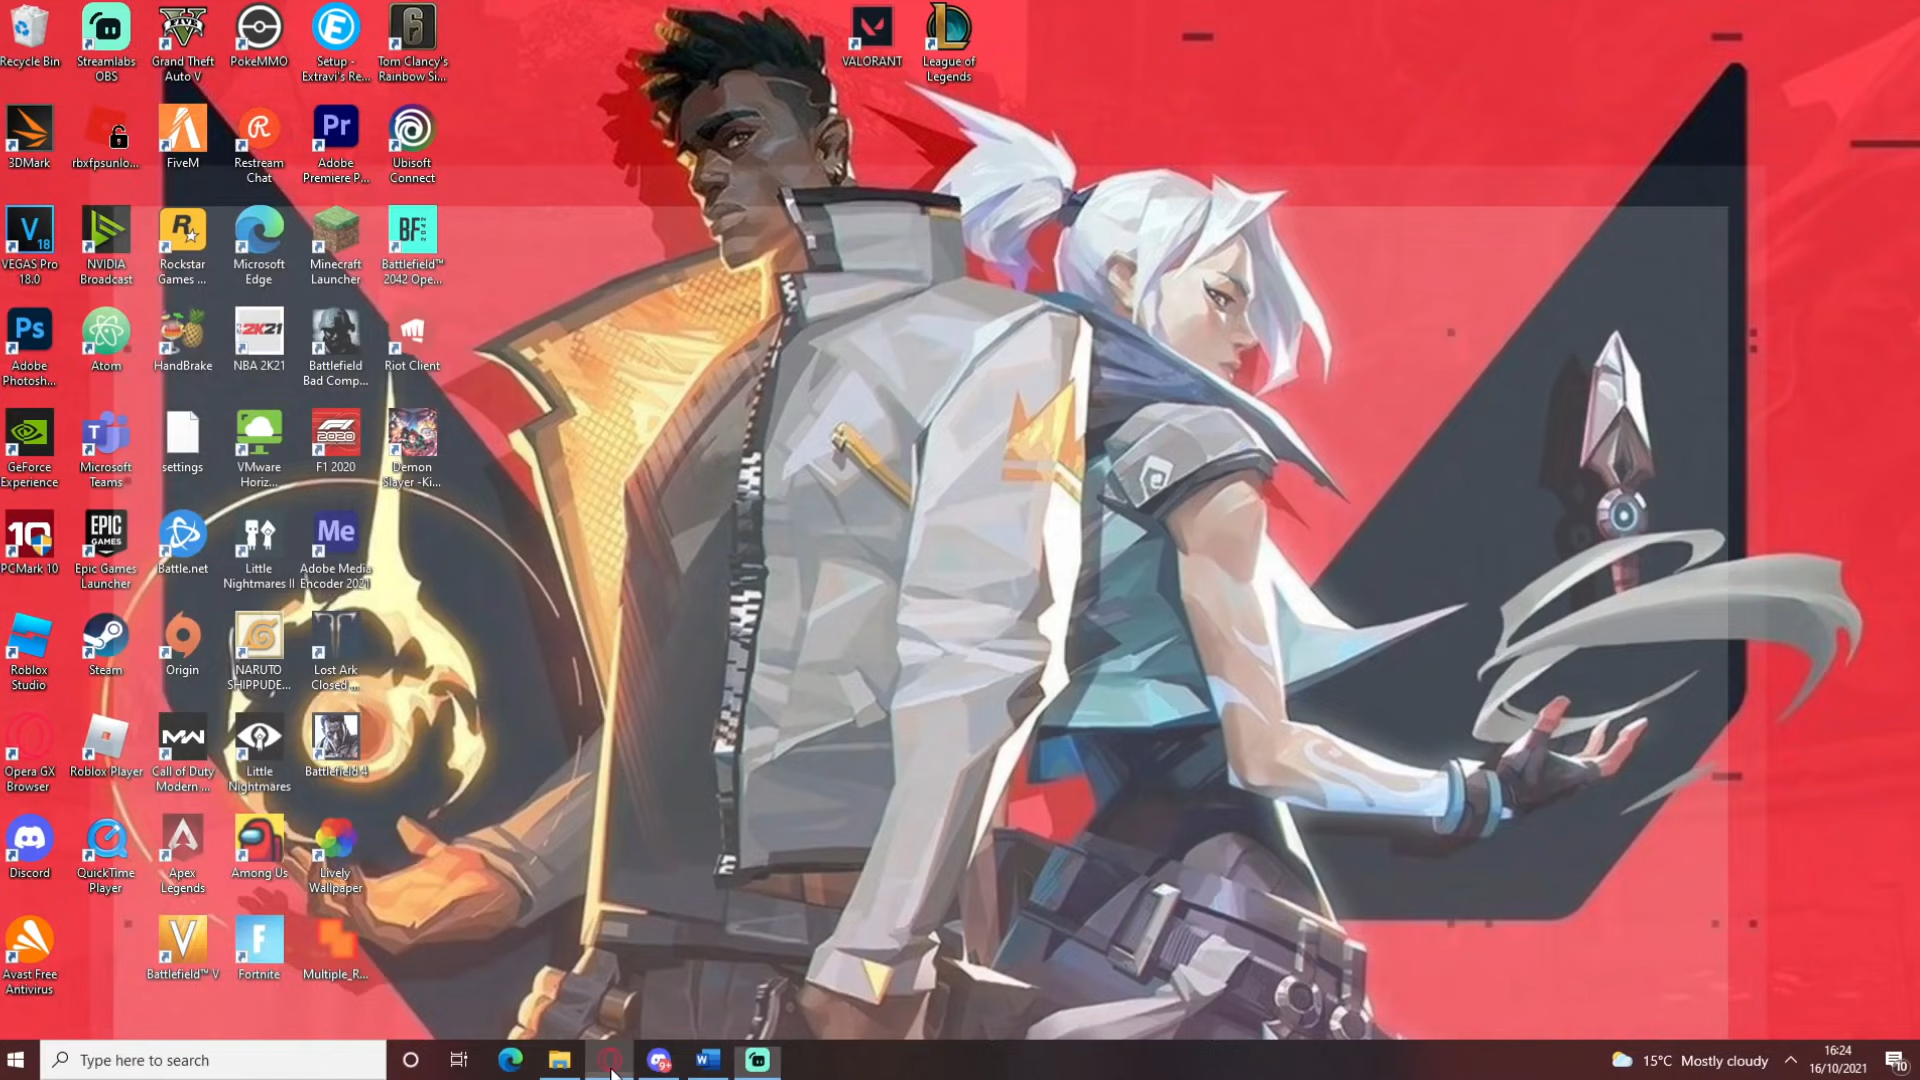 Recycle Bin
Streamlabs
OBS
Grand Theft
Auto V
PokeMMO
Setup -
Extravi's Re...
Tom Clancy's
Rainbow Si...
VALORANT
League of
Legends
3DMark
rbxfpsunlo...
FiveM
Restream
Chat
Adobe
Premiere P...
Ubisoft
Connect
VEGAS Pro
18.0
NVIDIA
Broadcast
Rockstar
Games ...
Microsoft
Edge
Minecraft
Launcher
Battlefield™
2042 Ope...
Adobe
Photosh...
Atom
HandBrake
NBA 2K21
Battlefield
Bad Comp...
Riot Client
GeForce
Experience
Microsoft
Teams
settings
VMware
Horiz...
F1 2020
Demon
Slayer -Ki...
PCMark 10
Epic Games
Launcher
Battle.net
Little
Nightmares II
Adobe Media
Encoder 2021
Roblox
Studio
Steam
Origin
NARUTO
SHIPPUDE...
Lost Ark
Closed ...
Opera GX
Browser
Roblox Player
Call of Duty
Modern ...
Little
Nightmares
Battlefield 4
Discord
QuickTime
Player
Apex
Legends
Among Us
Lively
Wallpaper
Avast Free
Antivirus
Battlefield™ V
Fortnite
Multiple_R...
Type here to search
15°C Mostly cloudy
16:24
16/10/2021
10